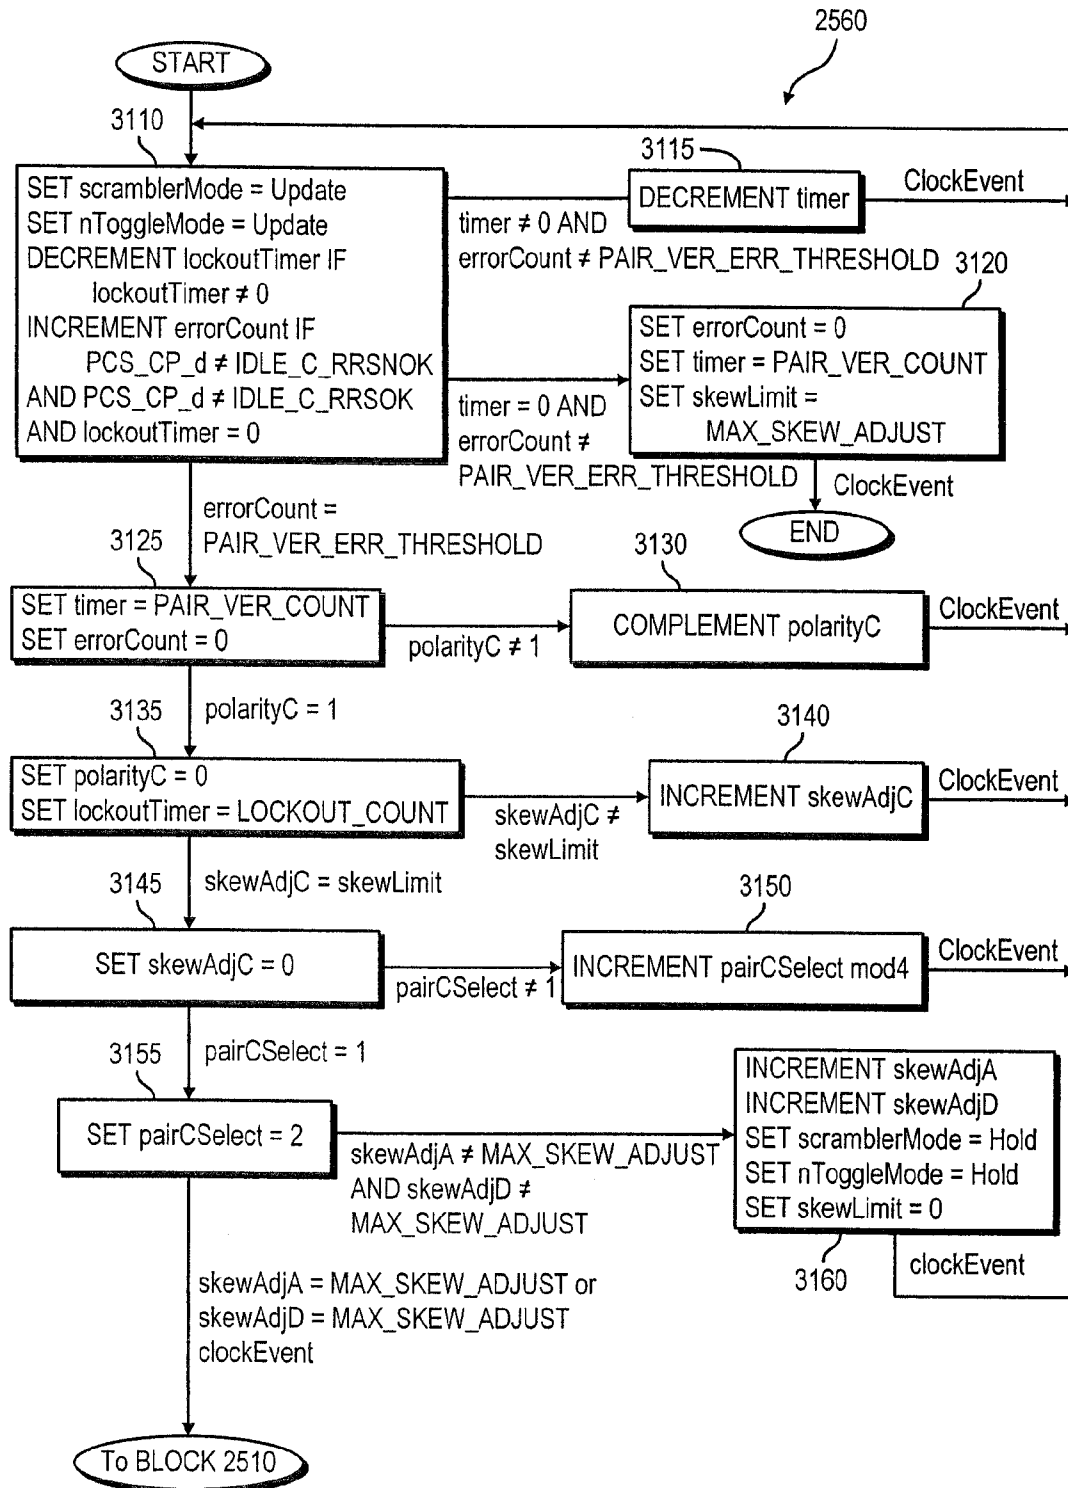 2560
START
3110
SET scramblerMode = Update
SET nToggleMode = Update
DECREMENT lockoutTimer IF
lockoutTimer ≠ 0
INCREMENT errorCount IF
PCS_CP_d ≠ IDLE_C_RRSNOK
AND PCS_CP_d ≠ IDLE_C_RRSOK
AND lockoutTimer = 0
3115
DECREMENT timer
ClockEvent
timer ≠ 0 AND
errorCount ≠ PAIR_VER_ERR_THRESHOLD
3120
SET errorCount = 0
SET timer = PAIR_VER_COUNT
SET skewLimit =
MAX_SKEW_ADJUST
timer = 0 AND
errorCount ≠
PAIR_VER_ERR_THRESHOLD
ClockEvent
END
errorCount =
PAIR_VER_ERR_THRESHOLD
3125
SET timer = PAIR_VER_COUNT
SET errorCount = 0
polarityC ≠ 1
3130
COMPLEMENT polarityC
ClockEvent
polarityC = 1
3135
SET polarityC = 0
SET lockoutTimer = LOCKOUT_COUNT
skewAdjC ≠
skewLimit
3140
INCREMENT skewAdjC
ClockEvent
skewAdjC = skewLimit
3145
SET skewAdjC = 0
pairCSelect ≠ 1
3150
INCREMENT pairCSelect mod4
ClockEvent
pairCSelect = 1
3155
SET pairCSelect = 2
skewAdjA ≠ MAX_SKEW_ADJUST
AND skewAdjD ≠
MAX_SKEW_ADJUST
INCREMENT skewAdjA
INCREMENT skewAdjD
SET scramblerMode = Hold
SET nToggleMode = Hold
SET skewLimit = 0
3160
clockEvent
skewAdjA = MAX_SKEW_ADJUST or
skewAdjD = MAX_SKEW_ADJUST
clockEvent
To BLOCK 2510